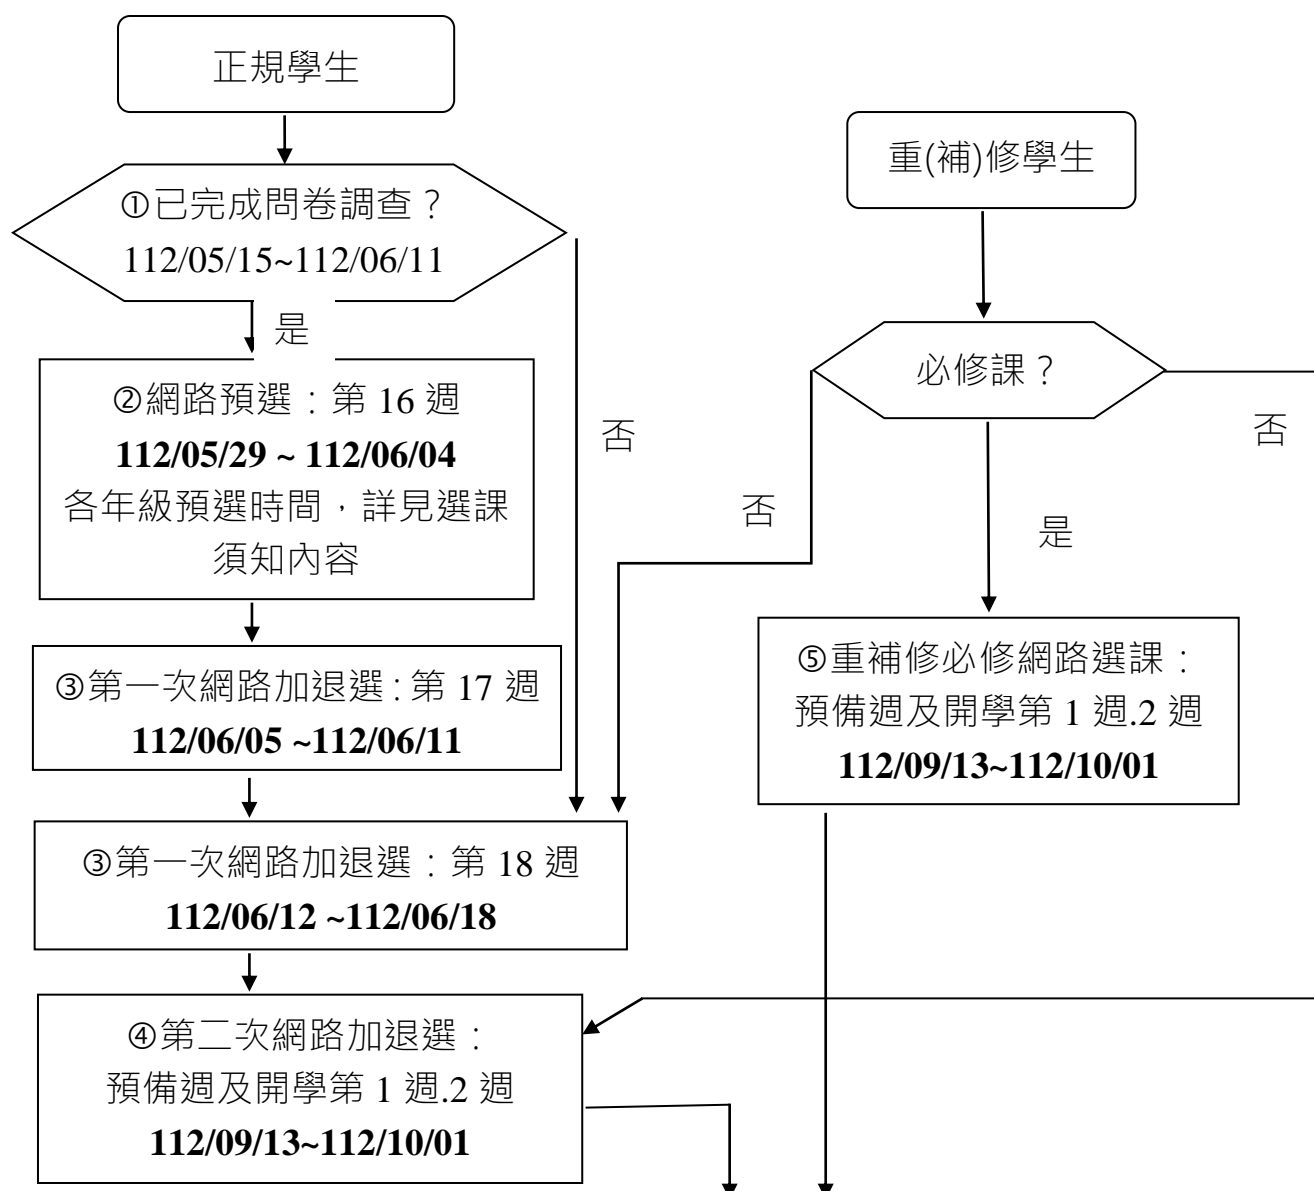 正規學生
①已完成問卷調查？
112/05/15~112/06/11
是
否
②網路預選：第 16 週
112/05/29 ~ 112/06/04
各年級預選時間，詳見選課
須知內容
③第一次網路加退選：第 17 週
112/06/05 ~112/06/11
③第一次網路加退選：第 18 週
112/06/12 ~112/06/18
④第二次網路加退選：
預備週及開學第 1 週.2 週
112/09/13~112/10/01
重(補)修學生
必修課？
否
否
是
⑤重補修必修網路選課：
預備週及開學第 1 週.2 週
112/09/13~112/10/01